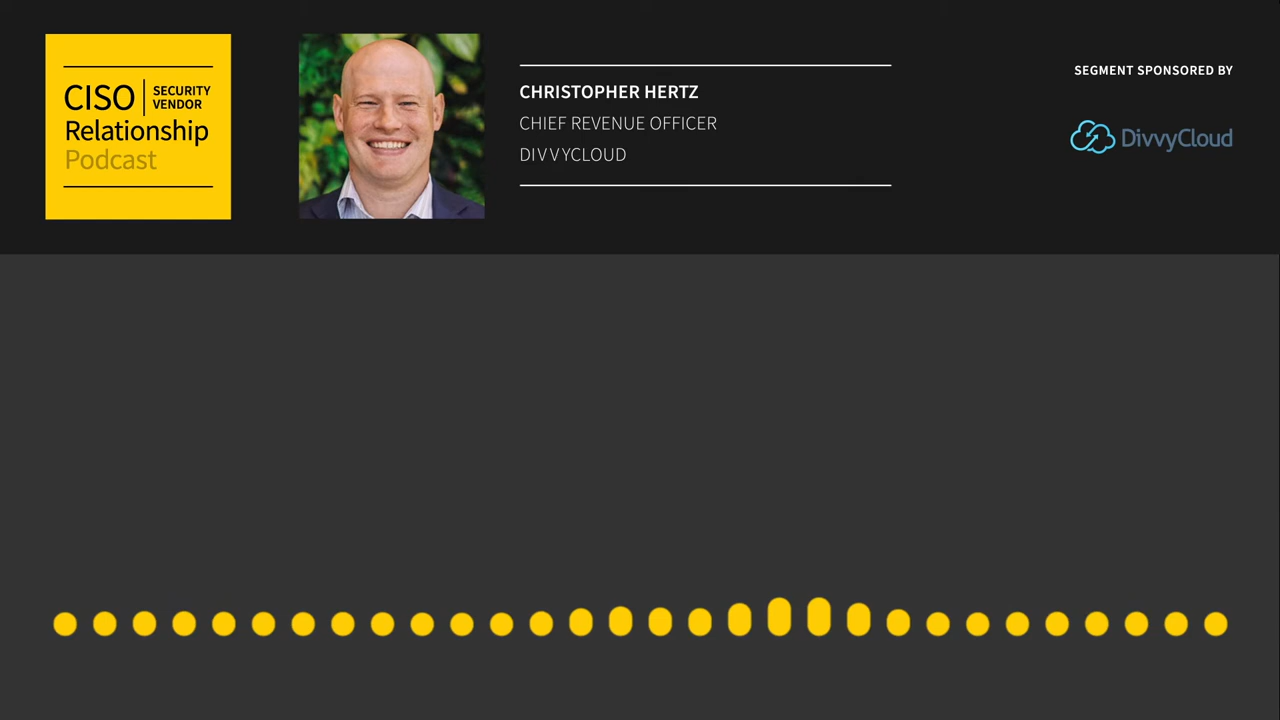 CISO
SECURITY
VENDOR
Relationship
Podcast
CHRISTOPHER HERTZ
CHIEF REVENUE OFFICER
DIVVYCLOUD
SEGMENT SPONSORED BY
DivvyCloud